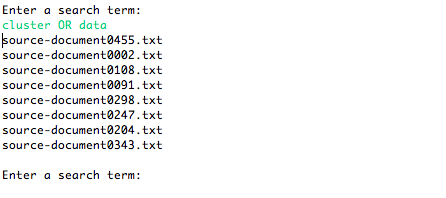 Enter a search term:
cluster OR data
source-document0455.txt
source-document0002.txt
source-document0108.txt
source-document0091.txt
source-document0298.txt
source-document0247.txt
source-document0204.txt
source-document0343.txt
Enter a search term: